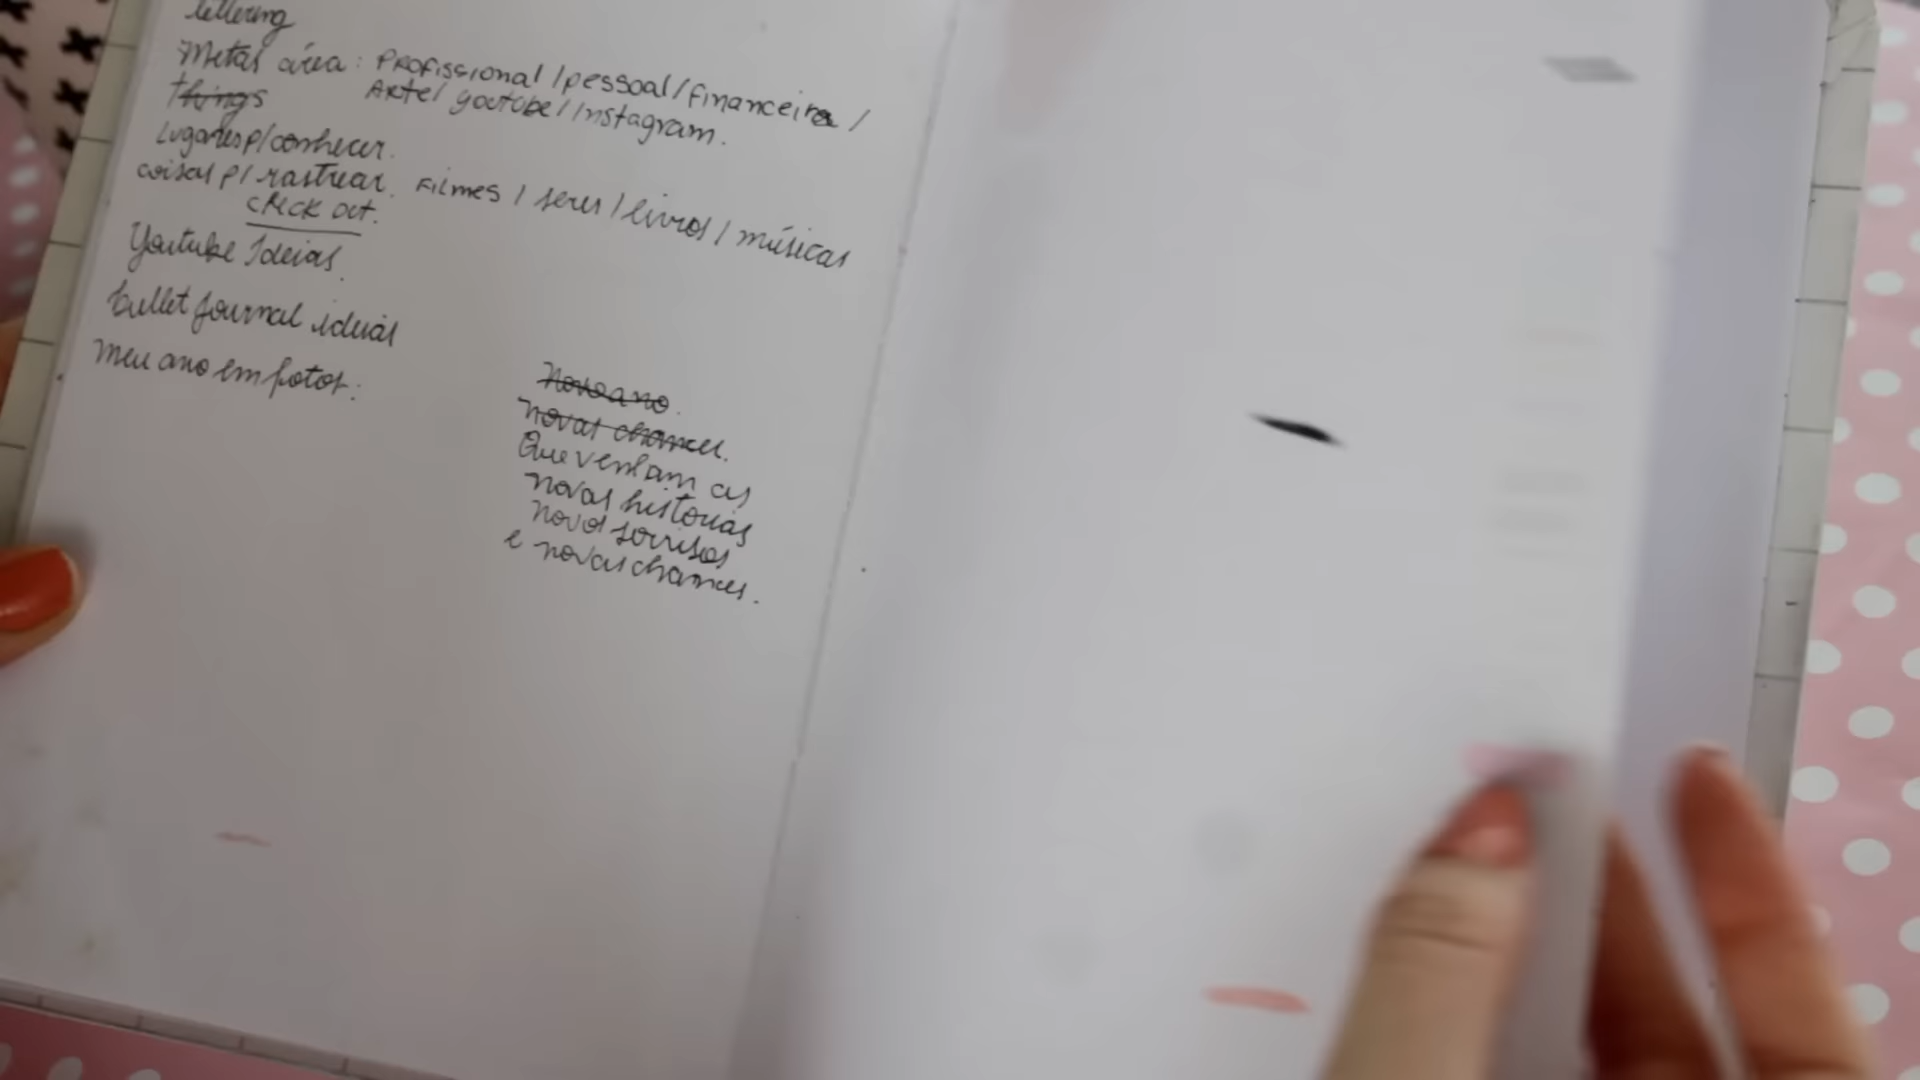 lettering
Metas área: Profissional / pessoal / financeira /
Arte / youtube / Instagram.
things
Lugares p/ conhecer.
coisas p/ rastrear. Filmes / series / livros / músicas
check out.
Youtube Ideias.
bullet journal ideias
Meu ano em fotos:
Novo ano.
Novas chances.
Que venham as
novas histórias
novos sorrisos
e novas chances.